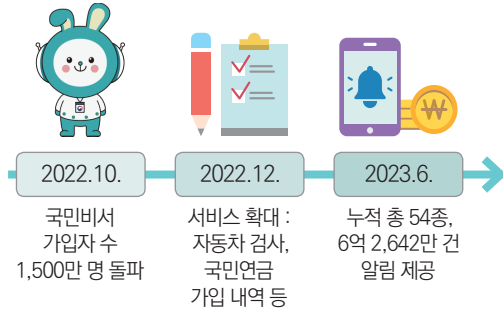 2022.10.
국민비서
가입자 수
1,500만 명 돌파
2022.12.
서비스 확대 :
자동차 검사,
국민연금
가입 내역 등
2023.6.
누적 총 54종,
6억 2,642만 건
알림 제공